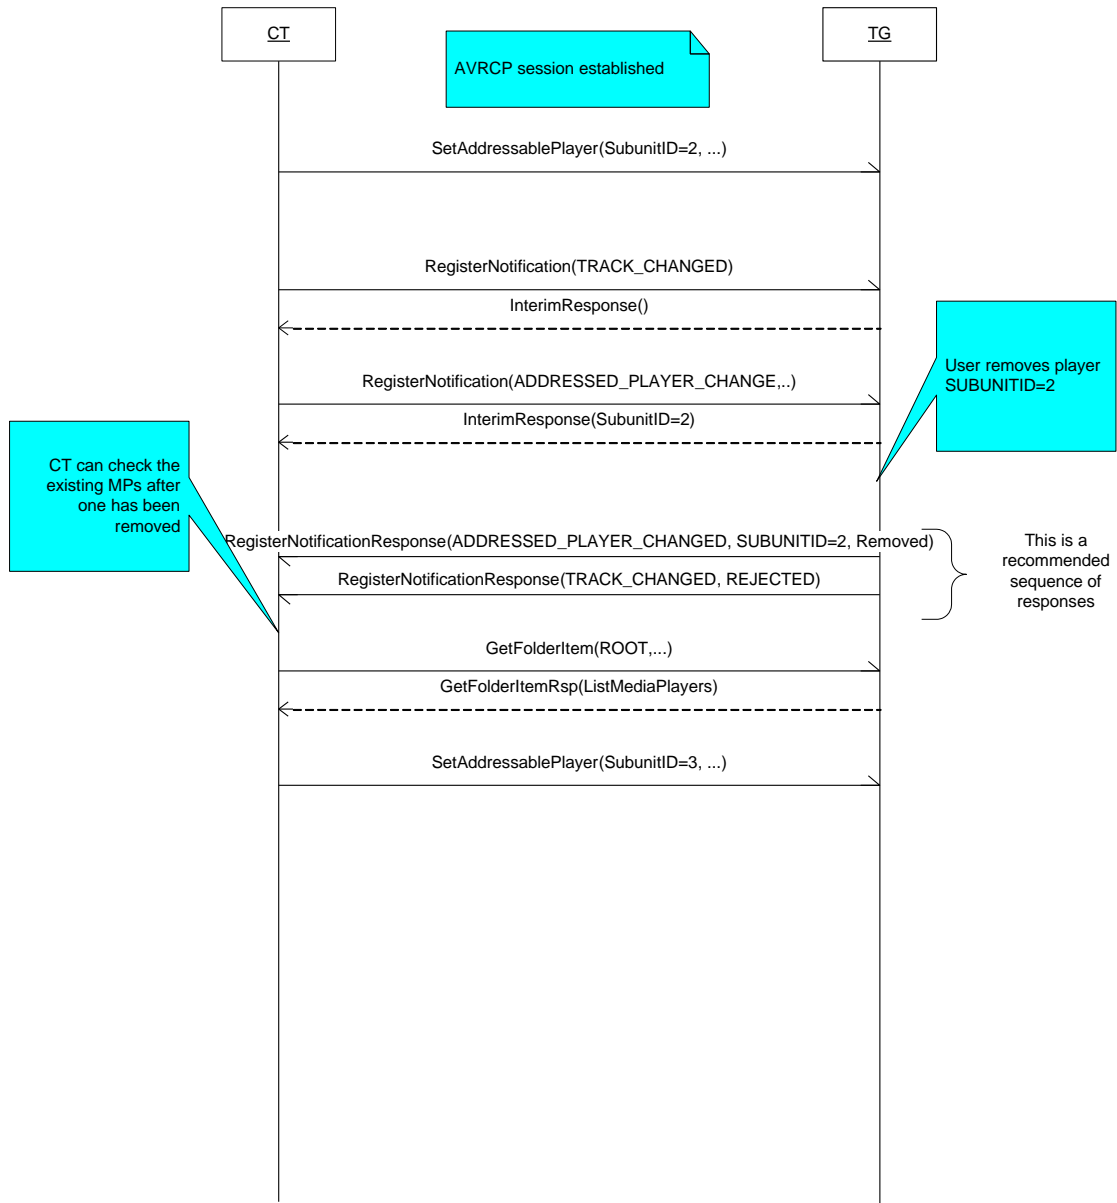 CT
TG
AVRCP session established
SetAddressablePlayer(SubunitID=2, ...)
RegisterNotification(TRACK_CHANGED)
InterimResponse()
User removes player
SUBUNITID=2
RegisterNotification(ADDRESSED_PLAYER_CHANGE,..)
InterimResponse(SubunitID=2)
CT can check the
existing MPs after
one has been
removed
RegisterNotificationResponse(ADDRESSED_PLAYER_CHANGED, SUBUNITID=2, Removed)
RegisterNotificationResponse(TRACK_CHANGED, REJECTED)
This is a
recommended
sequence of
responses
GetFolderItem(ROOT,...)
GetFolderItemRsp(ListMediaPlayers)
SetAddressablePlayer(SubunitID=3, ...)